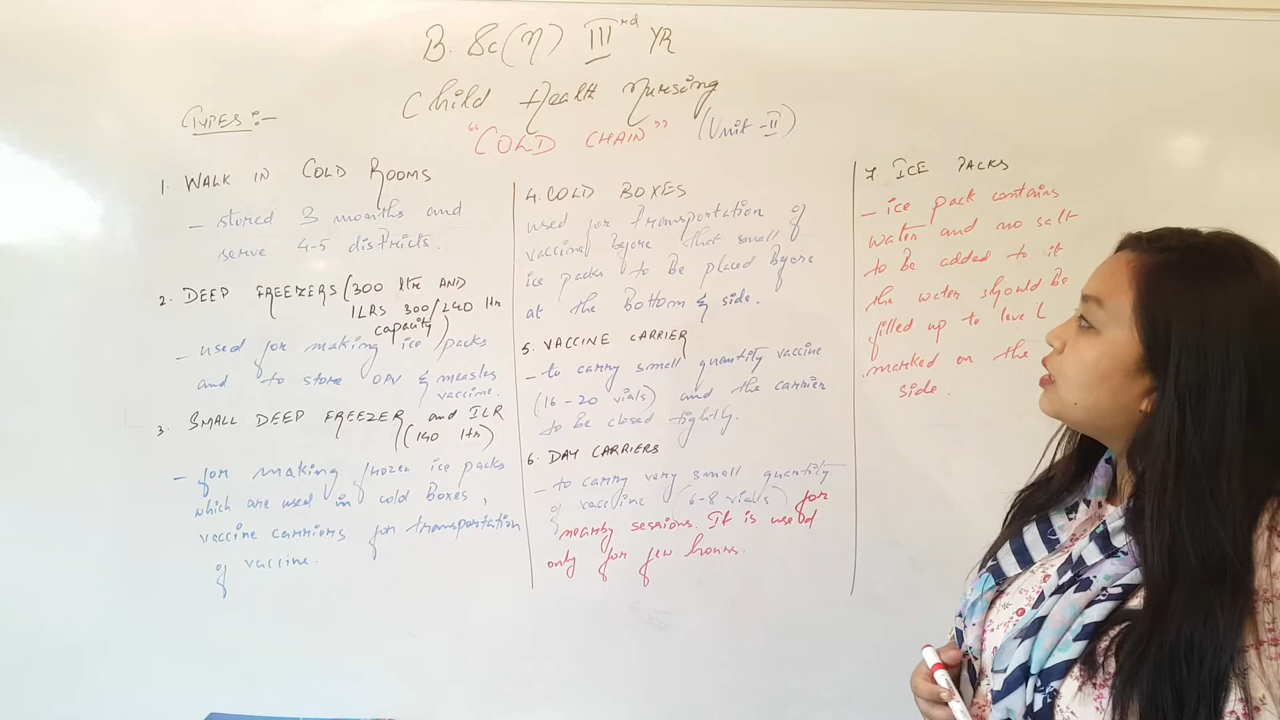 B. Sc(η) III rd YR
Child Health Nursing
"COLD CHAIN" (Unit-II)
TYPES:-
1. WALK IN COLD ROOMS
- stored 3 months and
serve 4-5 districts.
2. DEEP FREEZERS (300 ltr AND
ILRS 300/240 ltr
capacity)
- used for making ice packs
and to store OPV & measles
vaccine.
3. SMALL DEEP FREEZER and ILR
(140 ltr)
- for making frozen ice packs
which are used in cold boxes,
vaccine carriers for transportation
of vaccine.
4. COLD BOXES
used for transportation of
vaccine before that small of
ice packs to be placed before
at the bottom & side.
5. VACCINE CARRIER
- to carry small quantity vaccine
(16-20 vials) and the carrier
to be closed tightly.
6. DAY CARRIERS
- to carry very small quantity
of vaccine (6-8 vials) for
nearby sessions. It is used
only for few hours.
7. ICE PACKS
- ice pack contains
water and no salt
to be added to it.
the water should be
filled up to level
marked on the
side.